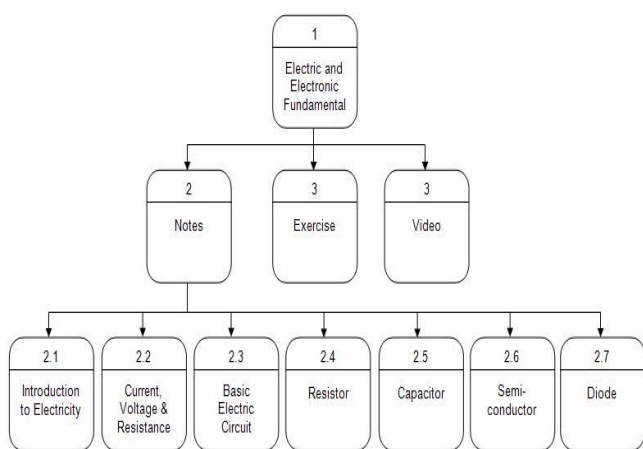 1
Electric and
Electronic
Fundamental
2
Notes
3
Exercise
3
Video
2.1
Introduction
to Electricity
2.2
Current,
Voltage &
Resistance
2.3
Basic
Electric
Circuit
2.4
Resistor
2.5
Capacitor
2.6
Semi-
conductor
2.7
Diode